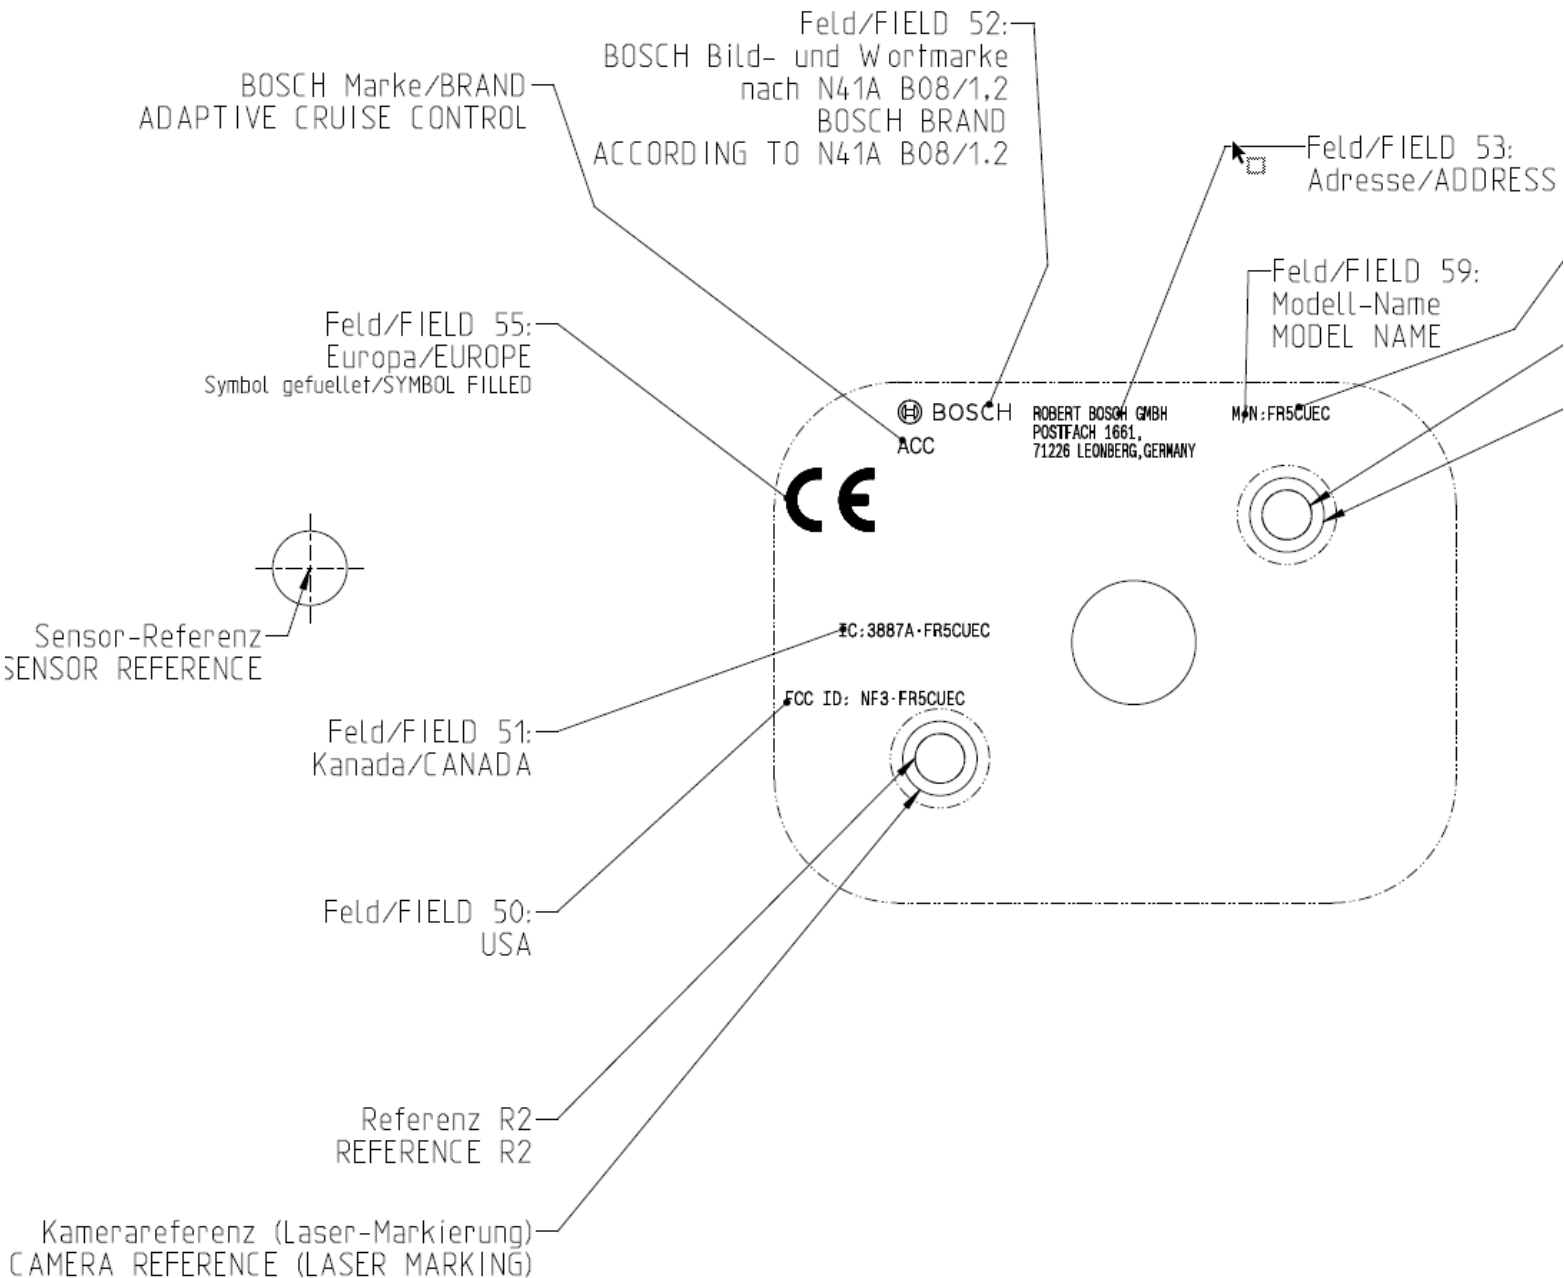 Feld/FIELD 52:
BOSCH Bild- und Wortmarke
nach N41A B08/1,2
BOSCH BRAND
ACCORDING TO N41A B08/1.2
BOSCH Marke/BRAND
ADAPTIVE CRUISE CONTROL
Feld/FIELD 53:
Adresse/ADDRESS
Feld/FIELD 59:
Modell-Name
MODEL NAME
Feld/FIELD 55:
Europa/EUROPE
Symbol gefuellet/SYMBOL FILLED
BOSCH
ACC
ROBERT BOSCH GMBH
POSTFACH 1661,
71226 LEONBERG,GERMANY
M·N:FR5CUEC
CE
Sensor-Referenz
SENSOR REFERENCE
IC:3887A-FR5CUEC
FCC ID: NF3-FR5CUEC
Feld/FIELD 51:
Kanada/CANADA
Feld/FIELD 50:
USA
Referenz R2
REFERENCE R2
Kamerareferenz (Laser-Markierung)
CAMERA REFERENCE (LASER MARKING)